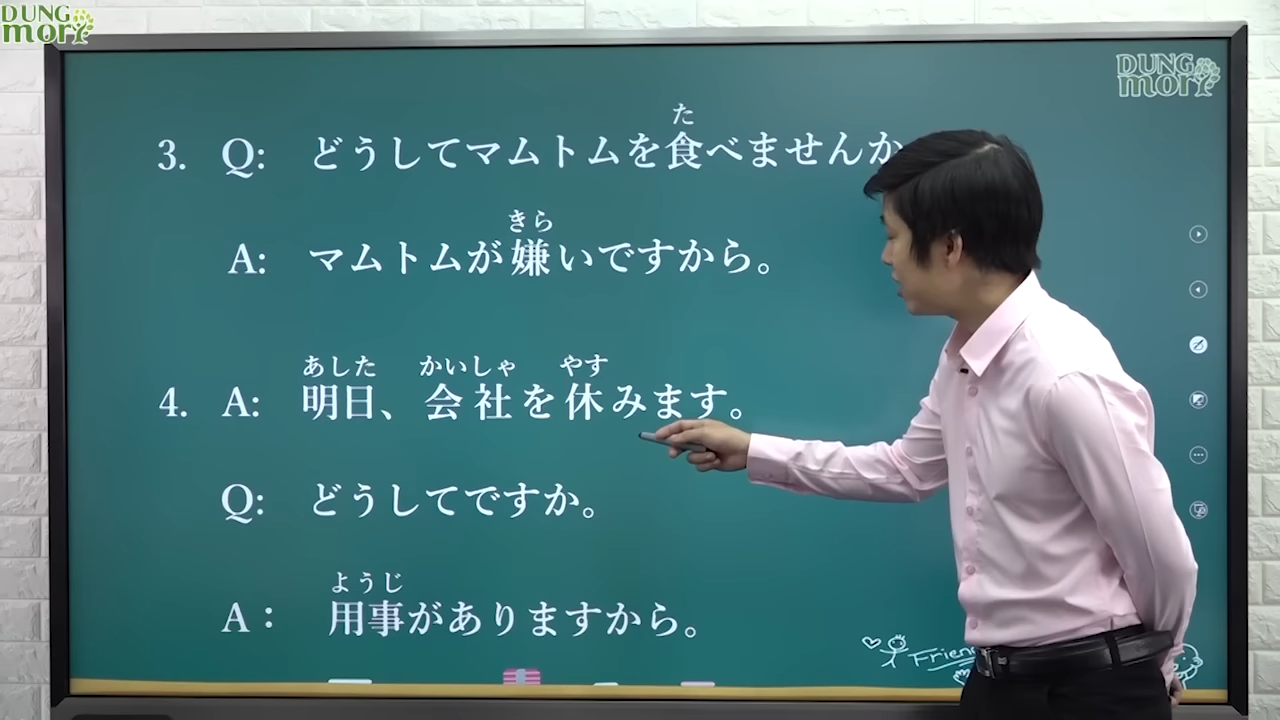 DUNG
mori
DUNG
mori
た
3. Q: どうしてマムトムを食べませんか
きら
A: マムトムが嫌いですから。
あした かいしゃ やす
4. A: 明日、会社を休みます。
Q: どうしてですか。
ようじ
A: 用事がありますから。